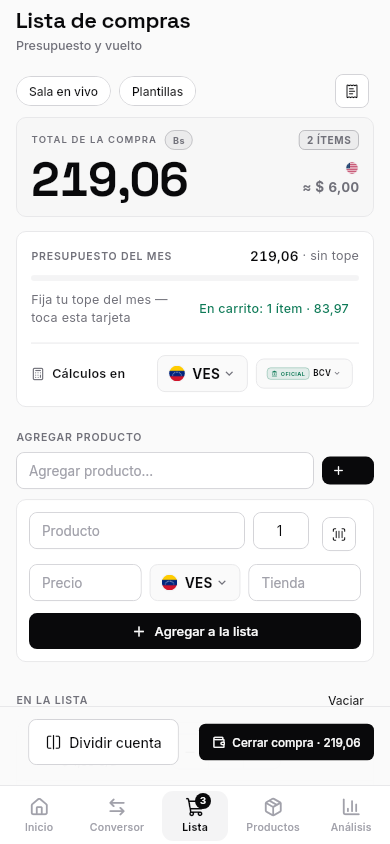 Lista de compras
Presupuesto y vuelto
Sala en vivo
Plantillas
TOTAL DE LA COMPRA
Bs
2 ÍTEMS
219,06
≈ $ 6,00
PRESUPUESTO DEL MES
219,06 · sin tope
Fija tu tope del mes —
toca esta tarjeta
En carrito: 1 ítem · 83,97
Cálculos en
VES
OFICIAL
BCV
AGREGAR PRODUCTO
Agregar producto...
+
Producto
1
Precio
VES
Tienda
+ Agregar a la lista
EN LA LISTA
Vaciar
Dividir cuenta
Cerrar compra · 219,06
3
Inicio
Conversor
Lista
Productos
Análisis